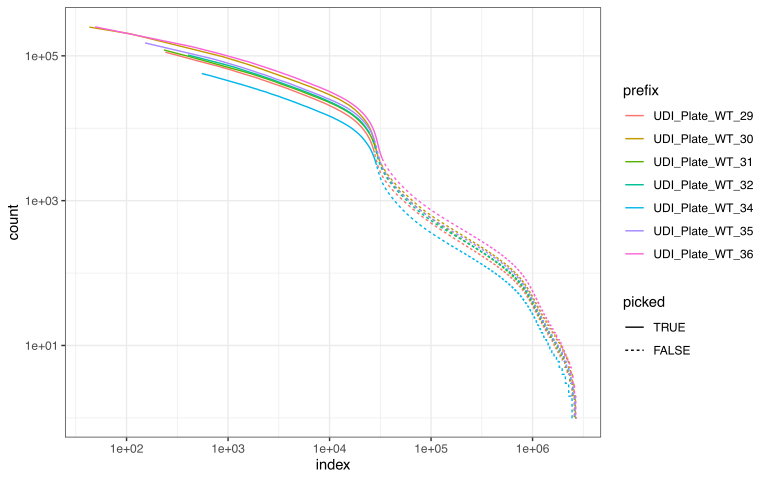 1e+05
1e+03
1e+01
count
1e+02
1e+03
1e+04
1e+05
1e+06
index
prefix
UDI_Plate_WT_29
UDI_Plate_WT_30
UDI_Plate_WT_31
UDI_Plate_WT_32
UDI_Plate_WT_34
UDI_Plate_WT_35
UDI_Plate_WT_36
picked
TRUE
FALSE